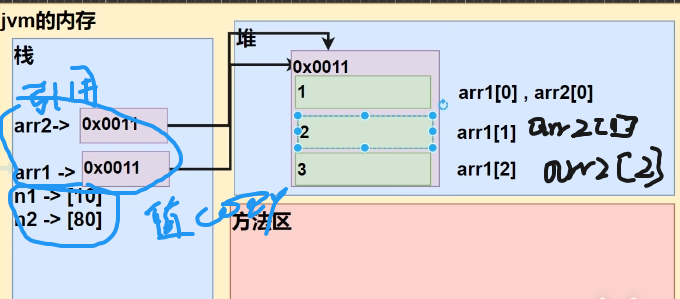 jvm的内存
栈
引用
arr2-> 0x0011
arr1 -> 0x0011
n1 -> [10]
n2 -> [80]
值 copy
堆
0x0011
1
arr1[0] , arr2[0]
2
arr1[1] arr2[1]
3
arr1[2] arr2[2]
方法区